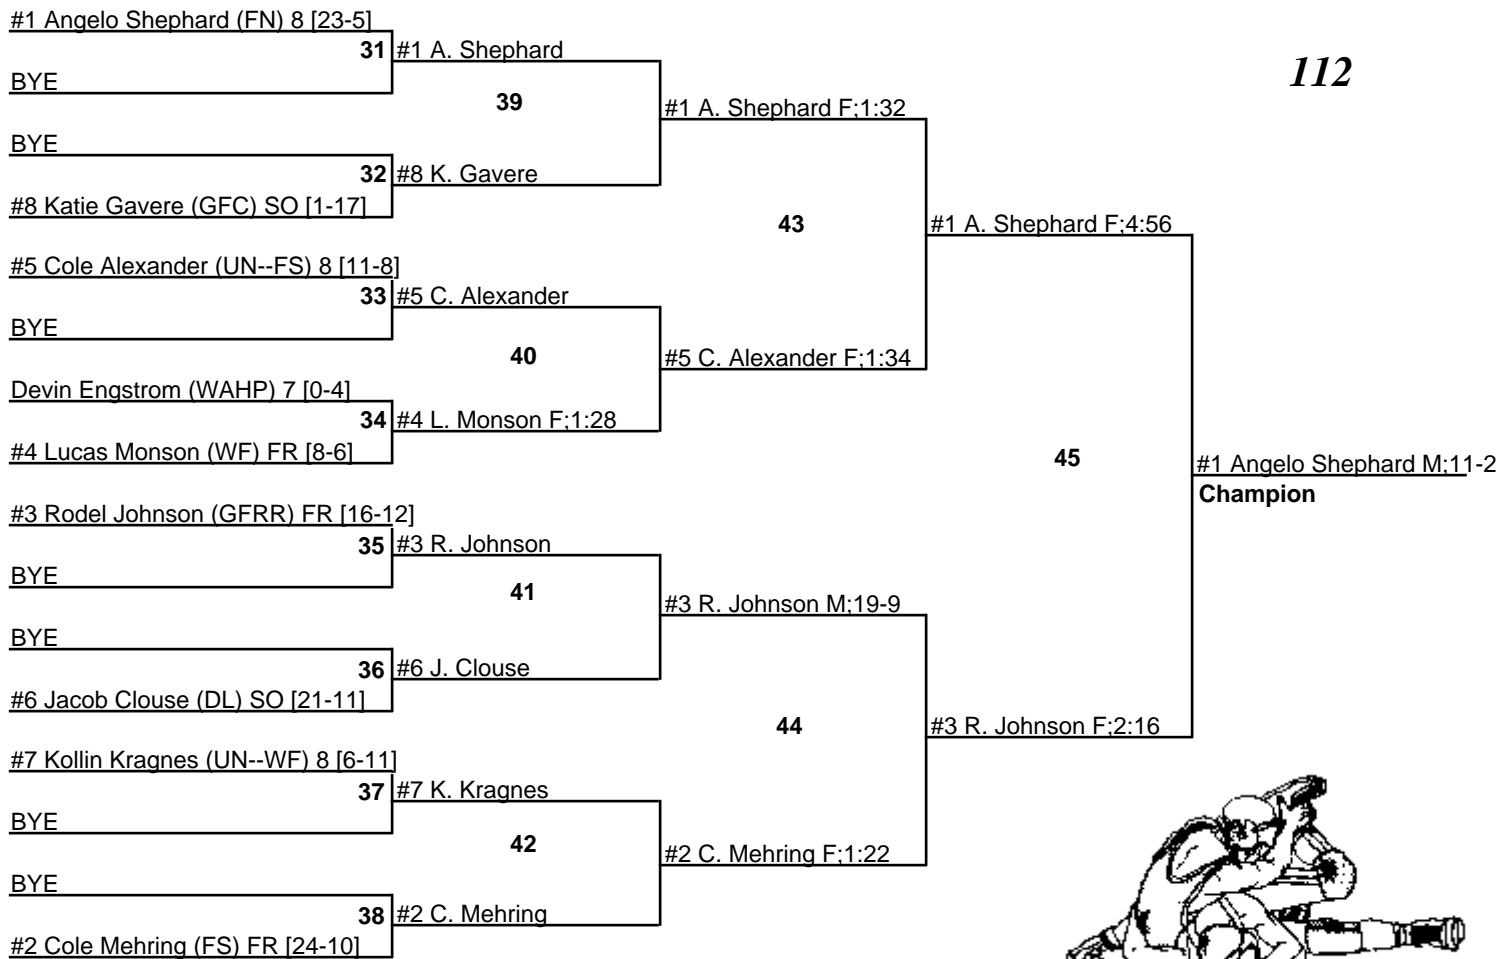 #1 Angelo Shephard (FN) 8 [23-5]
31 #1 A. Shephard
BYE
112
39
#1 A. Shephard F;1:32
BYE
32 #8 K. Gavere
#8 Katie Gavere (GFC) SO [1-17]
43
#1 A. Shephard F;4:56
#5 Cole Alexander (UN--FS) 8 [11-8]
33 #5 C. Alexander
BYE
40
#5 C. Alexander F;1:34
Devin Engstrom (WAHP) 7 [0-4]
34 #4 L. Monson F;1:28
#4 Lucas Monson (WF) FR [8-6]
45
#1 Angelo Shephard M;11-2
Champion
#3 Rodel Johnson (GFRR) FR [16-12]
35 #3 R. Johnson
BYE
41
#3 R. Johnson M;19-9
BYE
36 #6 J. Clouse
#6 Jacob Clouse (DL) SO [21-11]
44
#3 R. Johnson F;2:16
#7 Kollin Kragnes (UN--WF) 8 [6-11]
37 #7 K. Kragnes
BYE
42
#2 C. Mehring F;1:22
BYE
38 #2 C. Mehring
#2 Cole Mehring (FS) FR [24-10]